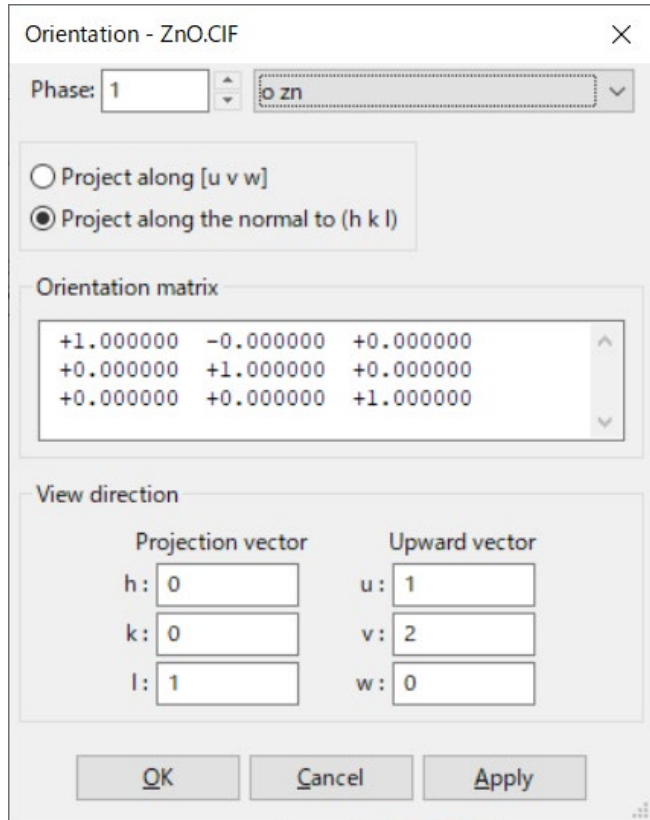 Orientation - ZnO.CIF
Phase: 1 o zn
Project along [u v w]
Project along the normal to (h k l)
Orientation matrix
+1.000000 -0.000000 +0.000000
+0.000000 +1.000000 +0.000000
+0.000000 +0.000000 +1.000000
View direction
Projection vector Upward vector
h: 0 u: 1
k: 0 v: 2
l: 1 w: 0
OK Cancel Apply